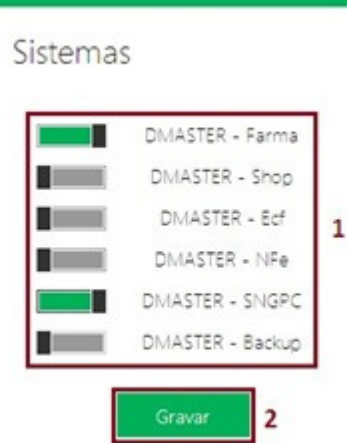 Sistemas
DMASTER - Farma
DMASTER - Shop
DMASTER - Ecf
DMASTER - NFe
DMASTER - SNGPC
DMASTER - Backup
1
Gravar
2